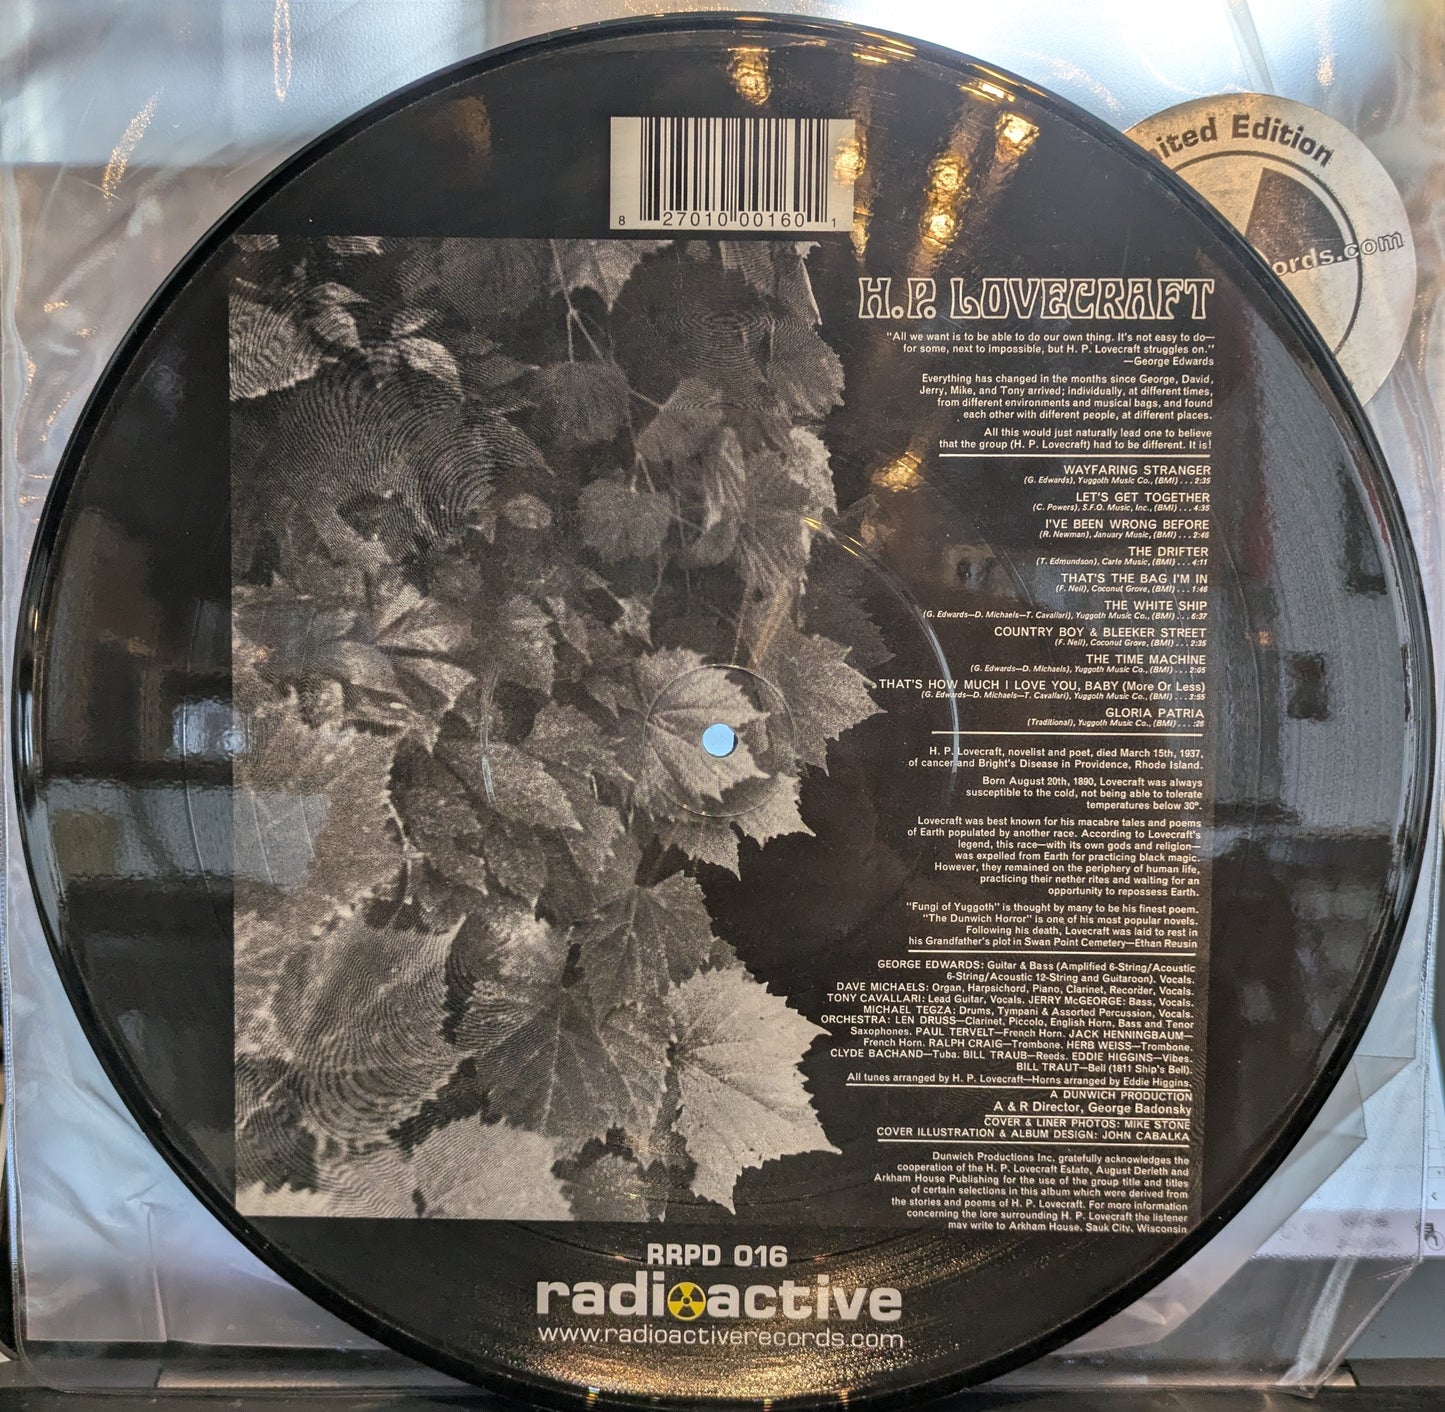 8 27010 00160 1
ited Edition
ords.com
H.P. LOVECRAFT
"All we want is to be able to do our own thing. It's not easy to do—
for some, next to impossible, but H. P. Lovecraft struggles on."
—George Edwards
Everything has changed in the months since George, David,
Jerry, Mike, and Tony arrived; individually, at different times,
from different environments and musical bags, and found
each other with different people, at different places.
All this would just naturally lead one to believe
that the group (H. P. Lovecraft) had to be different. It is!
WAYFARING STRANGER
(G. Edwards), Yuggoth Music Co., (BMI) . . . 2:35
LET'S GET TOGETHER
(C. Powers), S.F.O. Music, Inc., (BMI) . . . 4:35
I'VE BEEN WRONG BEFORE
(R. Newman), January Music, (BMI) . . . 2:46
THE DRIFTER
(T. Edmundson), Carte Music, (BMI) . . . 4:11
THAT'S THE BAG I'M IN
(F. Neil), Coconut Grove, (BMI) . . . 1:46
THE WHITE SHIP
(G. Edwards—D. Michaels—T. Cavallari), Yuggoth Music Co., (BMI) . . . 6:37
COUNTRY BOY & BLEEKER STREET
(F. Neil), Coconut Grove, (BMI) . . . 2:35
THE TIME MACHINE
(G. Edwards—D. Michaels), Yuggoth Music Co., (BMI) . . . 2:05
THAT'S HOW MUCH I LOVE YOU, BABY (More Or Less)
(G. Edwards—D. Michaels—T. Cavallari), Yuggoth Music Co., (BMI) . . . 3:55
GLORIA PATRIA
(Traditional), Yuggoth Music Co., (BMI) . . . :26
H. P. Lovecraft, novelist and poet, died March 15th, 1937,
of cancer and Bright's Disease in Providence, Rhode Island.
Born August 20th, 1890, Lovecraft was always
susceptible to the cold, not being able to tolerate
temperatures below 30°.
Lovecraft was best known for his macabre tales and poems
of Earth populated by another race. According to Lovecraft's
legend, this race—with its own gods and religion—
was expelled from Earth for practicing black magic.
However, they remained on the periphery of human life,
practicing their nether rites and waiting for an
opportunity to repossess Earth.
"Fungi of Yuggoth" is thought by many to be his finest poem.
"The Dunwich Horror" is one of his most popular novels.
Following his death, Lovecraft was laid to rest in
his Grandfather's plot in Swan Point Cemetery—Ethan Reusin
GEORGE EDWARDS: Guitar & Bass (Amplified 6-String/Acoustic
6-String/Acoustic 12-String and Guitaroon). Vocals.
DAVE MICHAELS: Organ, Harpsichord, Piano, Clarinet, Recorder, Vocals.
TONY CAVALLARI: Lead Guitar, Vocals. JERRY McGEORGE: Bass, Vocals.
MICHAEL TEGZA: Drums, Tympani & Assorted Percussion, Vocals.
ORCHESTRA: LEN DRUSS—Clarinet, Piccolo, English Horn, Bass and Tenor
Saxophones. PAUL TERVELT—French Horn. JACK HENNINGBAUM—
French Horn. RALPH CRAIG—Trombone. HERB WEISS—Trombone.
CLYDE BACHAND—Tuba. BILL TRAUB—Reeds. EDDIE HIGGINS—Vibes.
BILL TRAUT—Bell (1811 Ship's Bell).
All tunes arranged by H. P. Lovecraft—Horns arranged by Eddie Higgins.
A DUNWICH PRODUCTION
A & R Director, George Badonsky
COVER & LINER PHOTOS: MIKE STONE
COVER ILLUSTRATION & ALBUM DESIGN: JOHN CABALKA
Dunwich Productions Inc. gratefully acknowledges the
cooperation of the H. P. Lovecraft Estate, August Derleth and
Arkham House Publishing for the use of the group title and titles
of certain selections in this album which were derived from
the stories and poems of H. P. Lovecraft. For more information
concerning the lore surrounding H. P. Lovecraft the listener
may write to Arkham House, Sauk City, Wisconsin
RRPD 016
radioactive
www.radioactiverecords.com